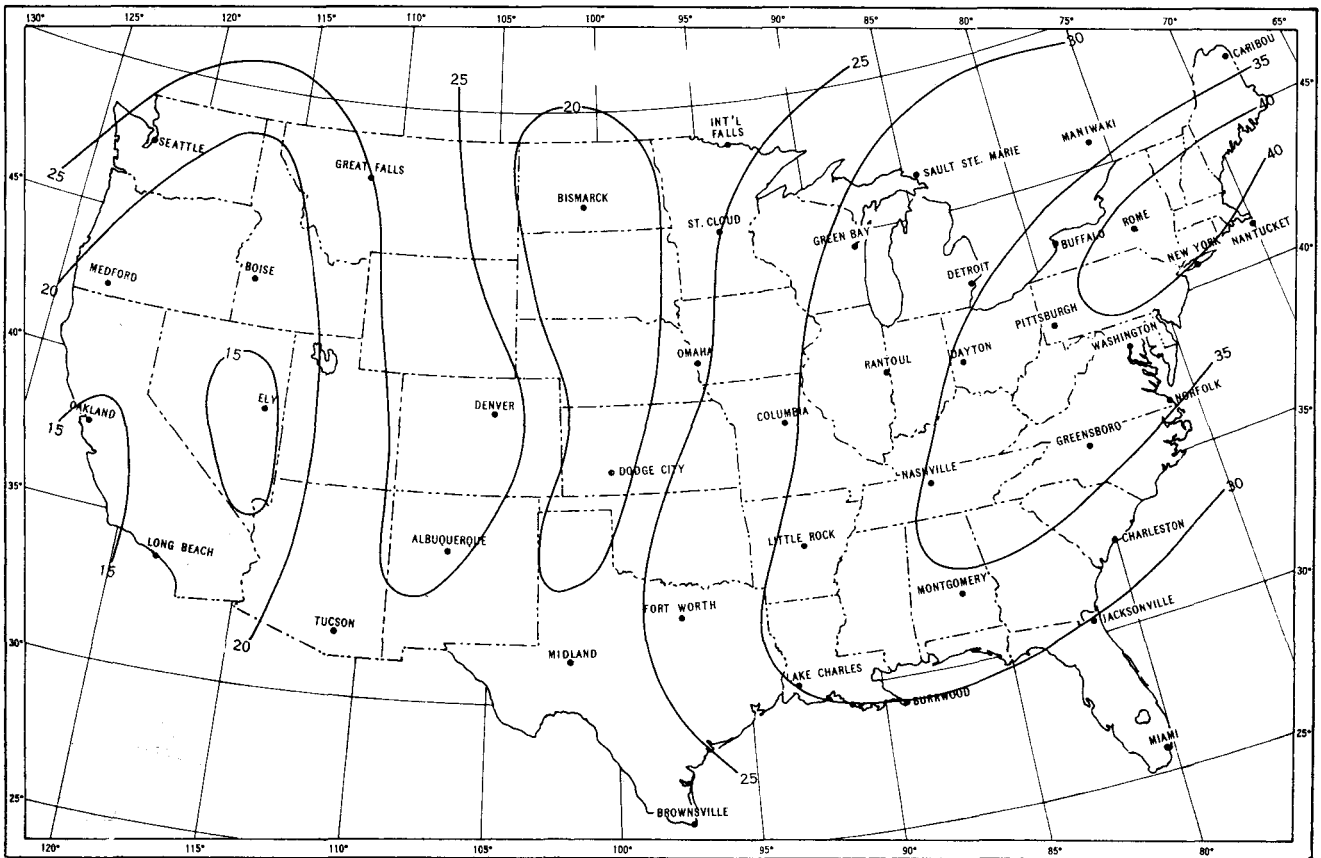 130° 125° 120° 115° 110° 105° 100° 95° 90° 85° 80° 75° 70° 65°
CARIBOU
30
25
35
45°
25
20
40
INT'L
FALLS
MANIWAKI
SEATTLE
SAULT STE. MARIE
GREAT FALLS
40
25
45°
BISMARCK
ST. CLOUD
ROME
NANTUCKET
GREEN BAY
BUFFALO
NEW YORK
40°
MEDFORD
BOISE
DETROIT
20
PITTSBURGH
WASHINGTON
40°
15
OMAHA
RANTOUL
DAYTON
35
ELY
NORFOLK
OAKLAND
DENVER
COLUMBIA
35°
15
GREENSBORO
DODGE CITY
NASHVILLE
35°
30
LONG BEACH
ALBUQUERQUE
LITTLE ROCK
CHARLESTON
15
MONTGOMERY
30°
FORT WORTH
JACKSONVILLE
TUCSON
20
30°
MIDLAND
LAKE CHARLES
BURRWOOD
25°
MIAMI
25
25°
BROWNSVILLE
120° 115° 110° 105° 100° 95° 90° 85° 80°